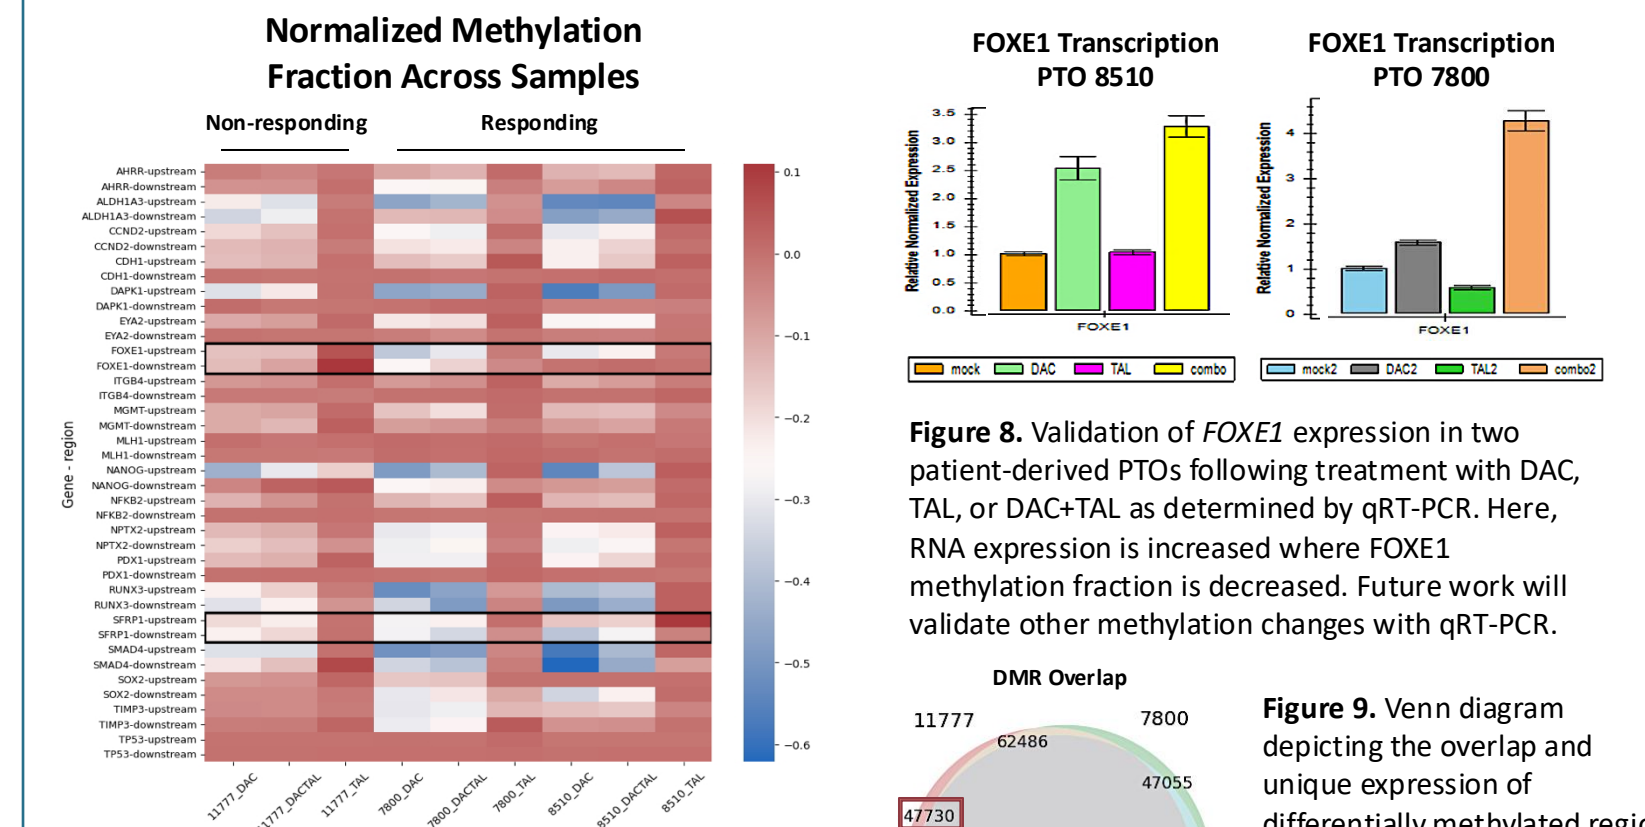 Normalized Methylation
Fraction Across Samples
Non-responding
Responding
Gene - region
AHRR-upstream
AHRR-downstream
ALDH1A3-upstream
ALDH1A3-downstream
CCND2-upstream
CCND2-downstream
CDH1-upstream
CDH1-downstream
DAPK1-upstream
DAPK1-downstream
EYA2-upstream
EYA2-downstream
FOXE1-upstream
FOXE1-downstream
ITGB4-upstream
ITGB4-downstream
MGMT-upstream
MGMT-downstream
MLH1-upstream
MLH1-downstream
NANOG-upstream
NANOG-downstream
NFKB2-upstream
NFKB2-downstream
NPTX2-upstream
NPTX2-downstream
PDX1-upstream
PDX1-downstream
RUNX3-upstream
RUNX3-downstream
SFRP1-upstream
SFRP1-downstream
SMAD4-upstream
SMAD4-downstream
SOX2-upstream
SOX2-downstream
TIMP3-upstream
TIMP3-downstream
TP53-upstream
TP53-downstream
11777_DAC
11777_DACTAL
11777_TAL
7800_DAC
7800_DACTAL
7800_TAL
8510_DAC
8510_DACTAL
8510_TAL
0.1
0.0
−0.1
−0.2
−0.3
−0.4
−0.5
−0.6
FOXE1 Transcription
PTO 8510
Relative Normalized Expression
3.5
3.0
2.5
2.0
1.5
1.0
0.5
0.0
FOXE1
mock DAC TAL combo
FOXE1 Transcription
PTO 7800
Relative Normalized Expression
4
3
2
1
0
FOXE1
mock2 DAC2 TAL2 combo2
Figure 8. Validation of FOXE1 expression in two
patient-derived PTOs following treatment with DAC,
TAL, or DAC+TAL as determined by qRT-PCR. Here,
RNA expression is increased where FOXE1
methylation fraction is decreased. Future work will
validate other methylation changes with qRT-PCR.
DMR Overlap
11777
7800
62486
47055
47730
Figure 9. Venn diagram
depicting the overlap and
unique expression of
differentially methylated regio